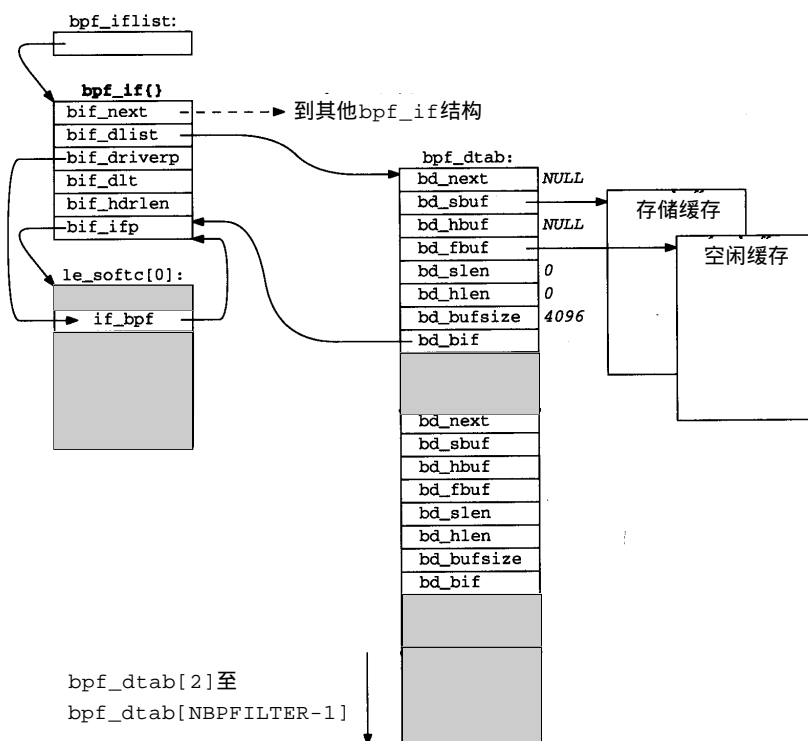 bpf_iflist:
bpf_if{}
bif_next
到其他bpf_if结构
bif_dlist
bif_driverp
bif_dlt
bif_hdrlen
bif_ifp
le_softc[0]:
if_bpf
bpf_dtab:
bd_next NULL
bd_sbuf
bd_hbuf NULL
bd_fbuf
bd_slen 0
bd_hlen 0
bd_bufsize 4096
bd_bif
存储缓存
空闲缓存
bd_next
bd_sbuf
bd_hbuf
bd_fbuf
bd_slen
bd_hlen
bd_bufsize
bd_bif
bpf_dtab[2]至
bpf_dtab[NBPFILTER-1]